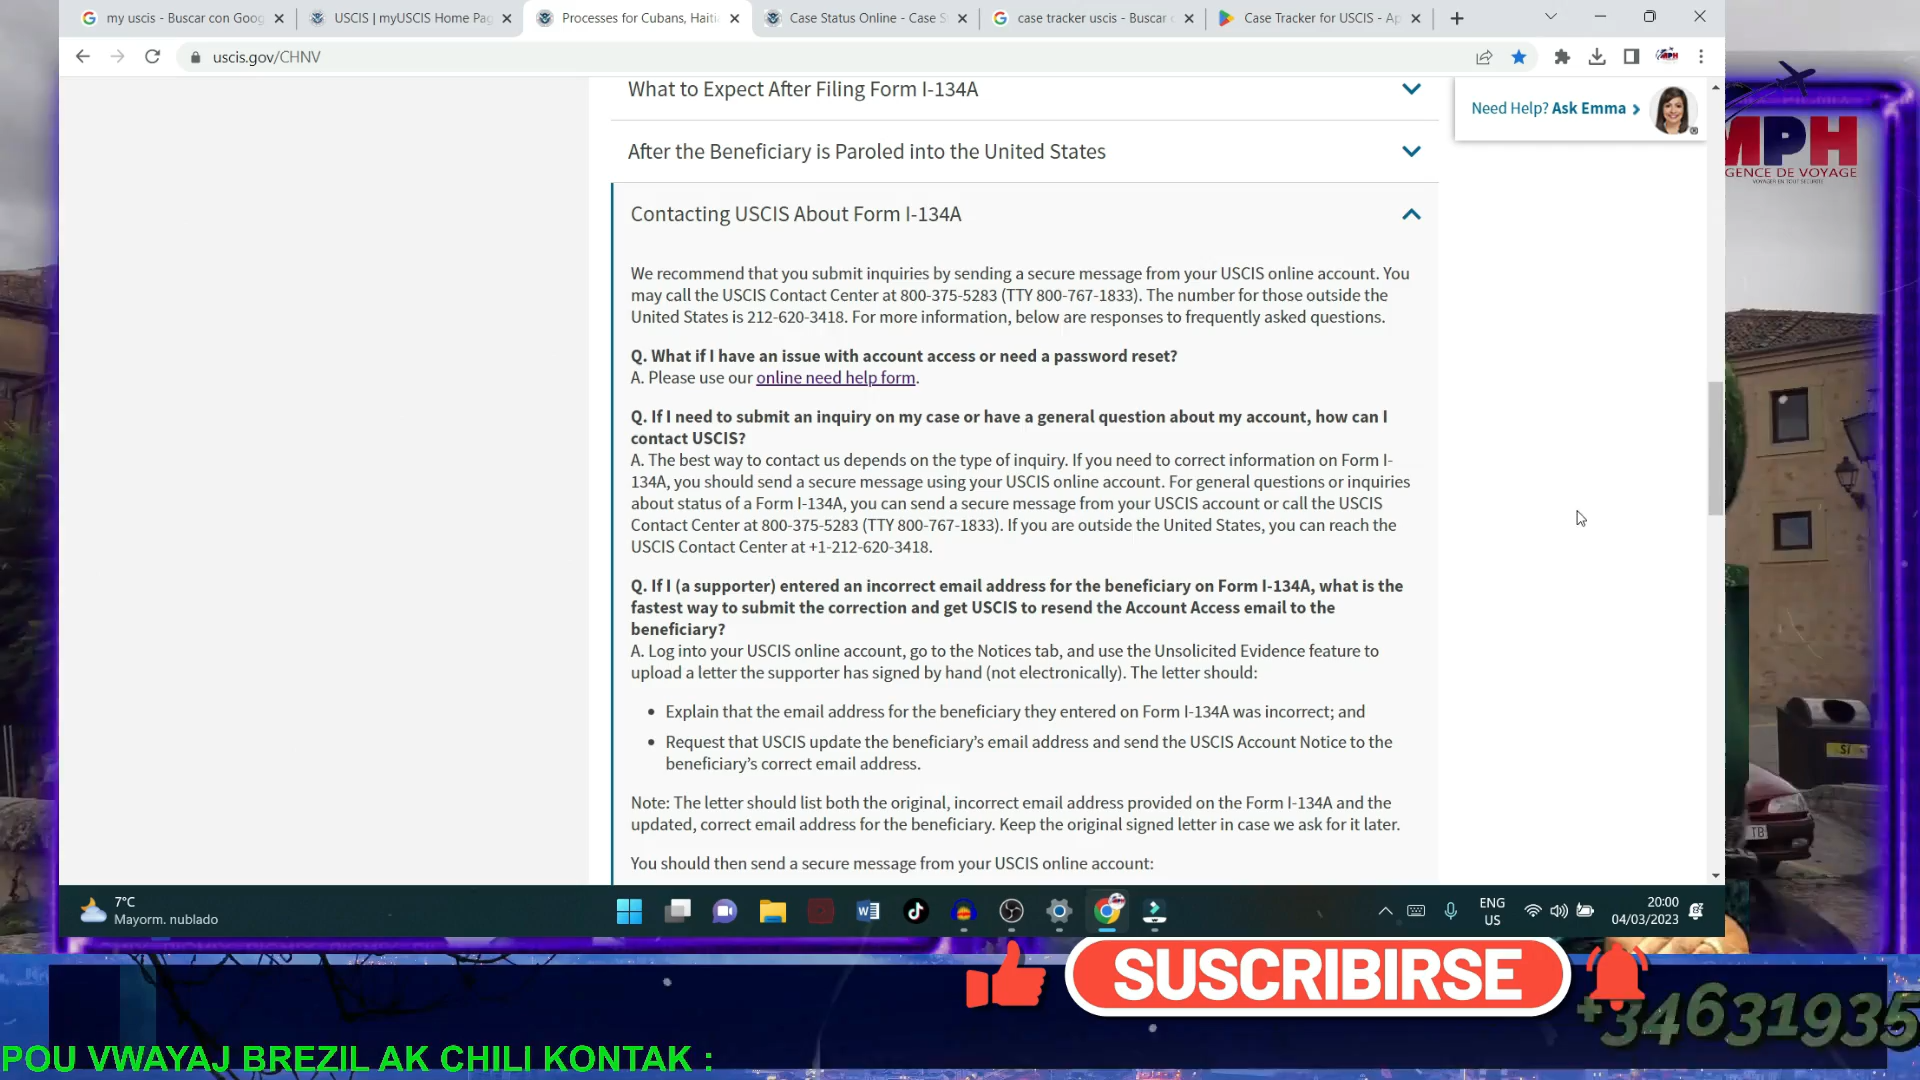 my uscis - Buscar con Goog
USCIS | myUSCIS Home Pag
Processes for Cubans, Haiti
Case Status Online - Case S
case tracker uscis - Buscar
Case Tracker for USCIS - Ap
uscis.gov/CHNV
What to Expect After Filing Form I-134A
Need Help? Ask Emma
After the Beneficiary is Paroled into the United States
MPH
GENCE DE VOYAGE
Contacting USCIS About Form I-134A
We recommend that you submit inquiries by sending a secure message from your USCIS online account. You
may call the USCIS Contact Center at 800-375-5283 (TTY 800-767-1833). The number for those outside the
United States is 212-620-3418. For more information, below are responses to frequently asked questions.
Q. What if I have an issue with account access or need a password reset?
A. Please use our online need help form.
Q. If I need to submit an inquiry on my case or have a general question about my account, how can I
contact USCIS?
A. The best way to contact us depends on the type of inquiry. If you need to correct information on Form I-
134A, you should send a secure message using your USCIS online account. For general questions or inquiries
about status of a Form I-134A, you can send a secure message from your USCIS account or call the USCIS
Contact Center at 800-375-5283 (TTY 800-767-1833). If you are outside the United States, you can reach the
USCIS Contact Center at +1-212-620-3418.
Q. If I (a supporter) entered an incorrect email address for the beneficiary on Form I-134A, what is the
fastest way to submit the correction and get USCIS to resend the Account Access email to the
beneficiary?
A. Log into your USCIS online account, go to the Notices tab, and use the Unsolicited Evidence feature to
upload a letter the supporter has signed by hand (not electronically). The letter should:
• Explain that the email address for the beneficiary they entered on Form I-134A was incorrect; and
• Request that USCIS update the beneficiary's email address and send the USCIS Account Notice to the
beneficiary's correct email address.
Note: The letter should list both the original, incorrect email address provided on the Form I-134A and the
updated, correct email address for the beneficiary. Keep the original signed letter in case we ask for it later.
You should then send a secure message from your USCIS online account:
7°C
Mayorm. nublado
ENG
US
20:00
04/03/2023
SUSCRIBIRSE
+34631935
POU VWAYAJ BREZIL AK CHILI KONTAK :